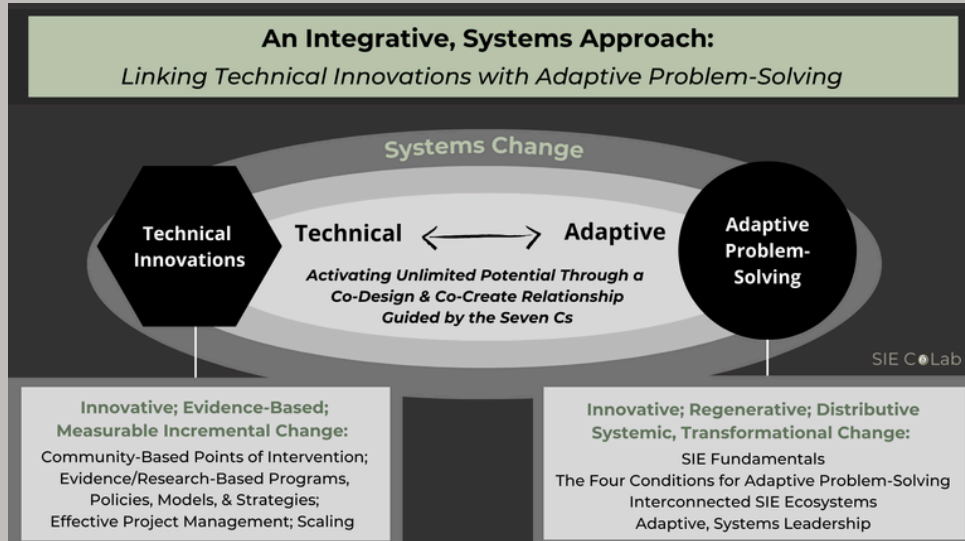 An Integrative, Systems Approach:
Linking Technical Innovations with Adaptive Problem-Solving
Systems Change
Technical
Innovations
Technical
Adaptive
Activating Unlimited Potential Through a
Co-Design & Co-Create Relationship
Guided by the Seven Cs
Adaptive
Problem-
Solving
SIE CoLab
Innovative; Evidence-Based;
Measurable Incremental Change:
Community-Based Points of Intervention;
Evidence/Research-Based Programs,
Policies, Models, & Strategies;
Effective Project Management; Scaling
Innovative; Regenerative; Distributive
Systemic, Transformational Change:
SIE Fundamentals
The Four Conditions for Adaptive Problem-Solving
Interconnected SIE Ecosystems
Adaptive, Systems Leadership